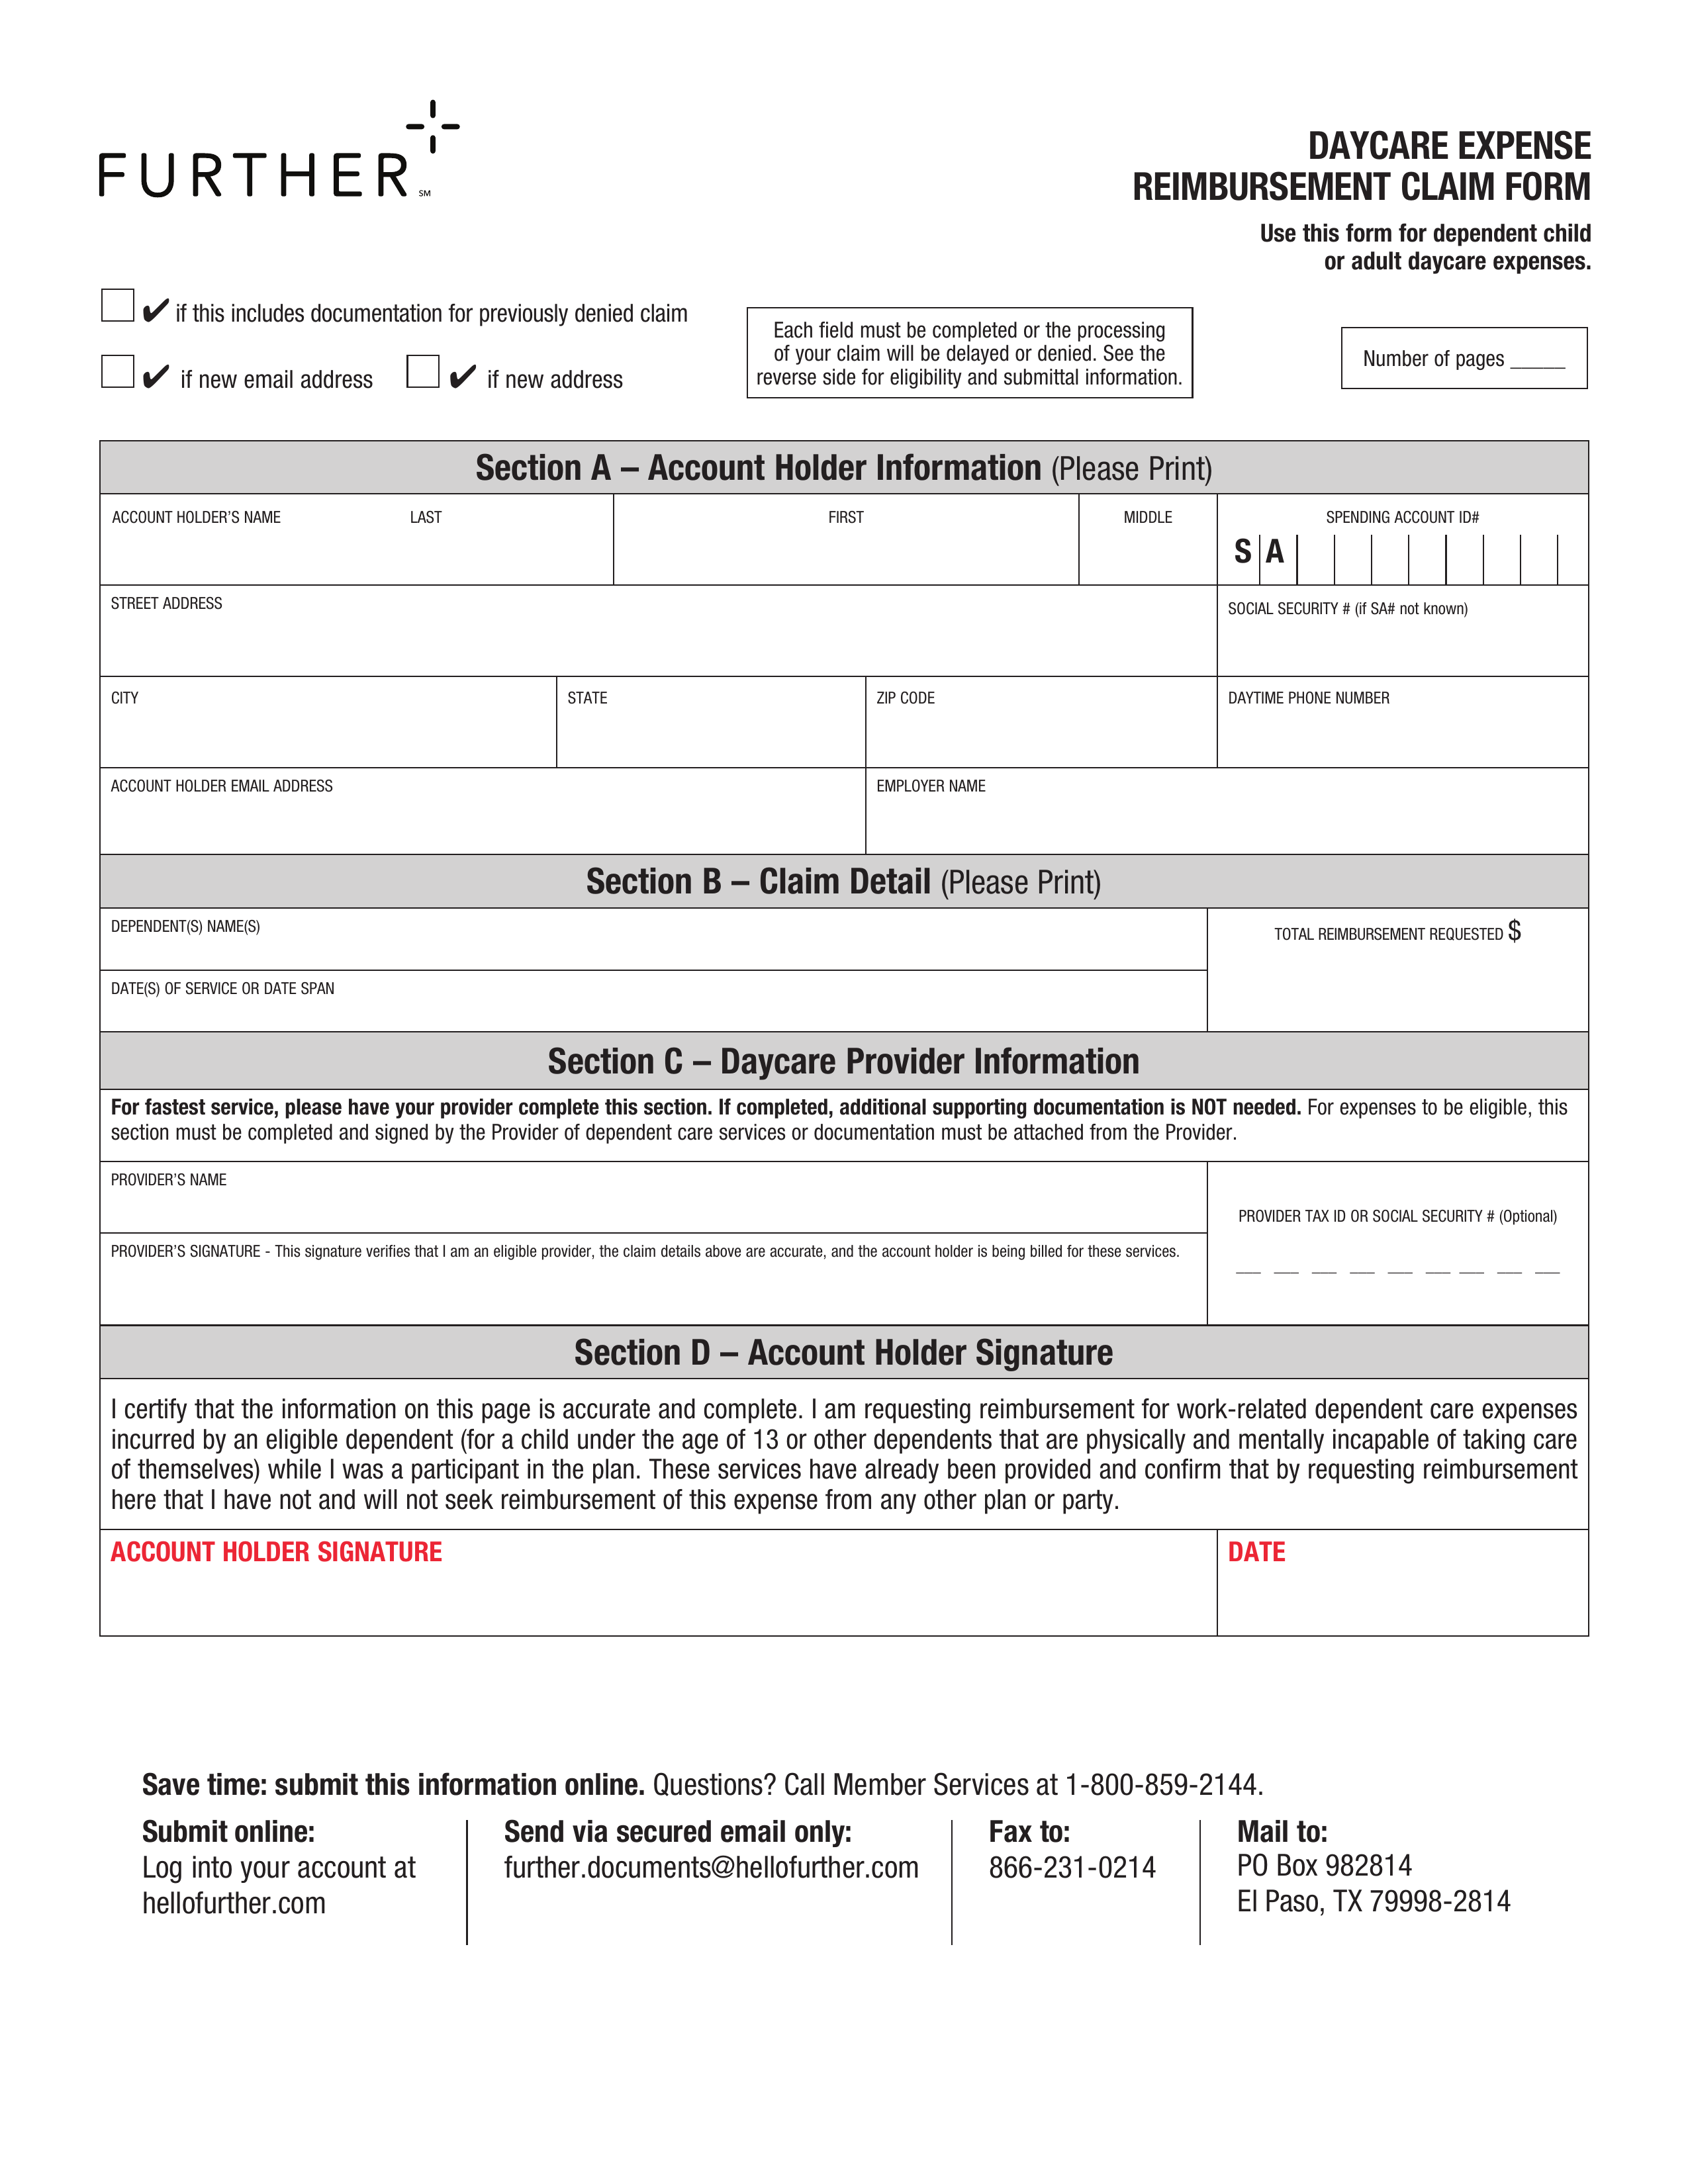 FURTHER SM
DAYCARE EXPENSE
REIMBURSEMENT CLAIM FORM
Use this form for dependent child
or adult daycare expenses.
✔ if this includes documentation for previously denied claim
✔ if new email address ✔ if new address
Each field must be completed or the processing
of your claim will be delayed or denied. See the
reverse side for eligibility and submittal information.
Number of pages _____
Section A – Account Holder Information (Please Print)
ACCOUNT HOLDER’S NAME LAST FIRST MIDDLE SPENDING ACCOUNT ID#
S A
STREET ADDRESS SOCIAL SECURITY # (if SA# not known)
CITY STATE ZIP CODE DAYTIME PHONE NUMBER
ACCOUNT HOLDER EMAIL ADDRESS EMPLOYER NAME
Section B – Claim Detail (Please Print)
DEPENDENT(S) NAME(S) TOTAL REIMBURSEMENT REQUESTED $
DATE(S) OF SERVICE OR DATE SPAN
Section C – Daycare Provider Information
For fastest service, please have your provider complete this section. If completed, additional supporting documentation is NOT needed. For expenses to be eligible, this
section must be completed and signed by the Provider of dependent care services or documentation must be attached from the Provider.
PROVIDER’S NAME
PROVIDER TAX ID OR SOCIAL SECURITY # (Optional)
PROVIDER’S SIGNATURE - This signature verifies that I am an eligible provider, the claim details above are accurate, and the account holder is being billed for these services.
__ __ __ __ __ __ __ __ __
Section D – Account Holder Signature
I certify that the information on this page is accurate and complete. I am requesting reimbursement for work-related dependent care expenses
incurred by an eligible dependent (for a child under the age of 13 or other dependents that are physically and mentally incapable of taking care
of themselves) while I was a participant in the plan. These services have already been provided and confirm that by requesting reimbursement
here that I have not and will not seek reimbursement of this expense from any other plan or party.
ACCOUNT HOLDER SIGNATURE DATE
Save time: submit this information online. Questions? Call Member Services at 1-800-859-2144.
Submit online:
Log into your account at
hellofurther.com
Send via secured email only:
further.documents@hellofurther.com
Fax to:
866-231-0214
Mail to:
PO Box 982814
El Paso, TX 79998-2814